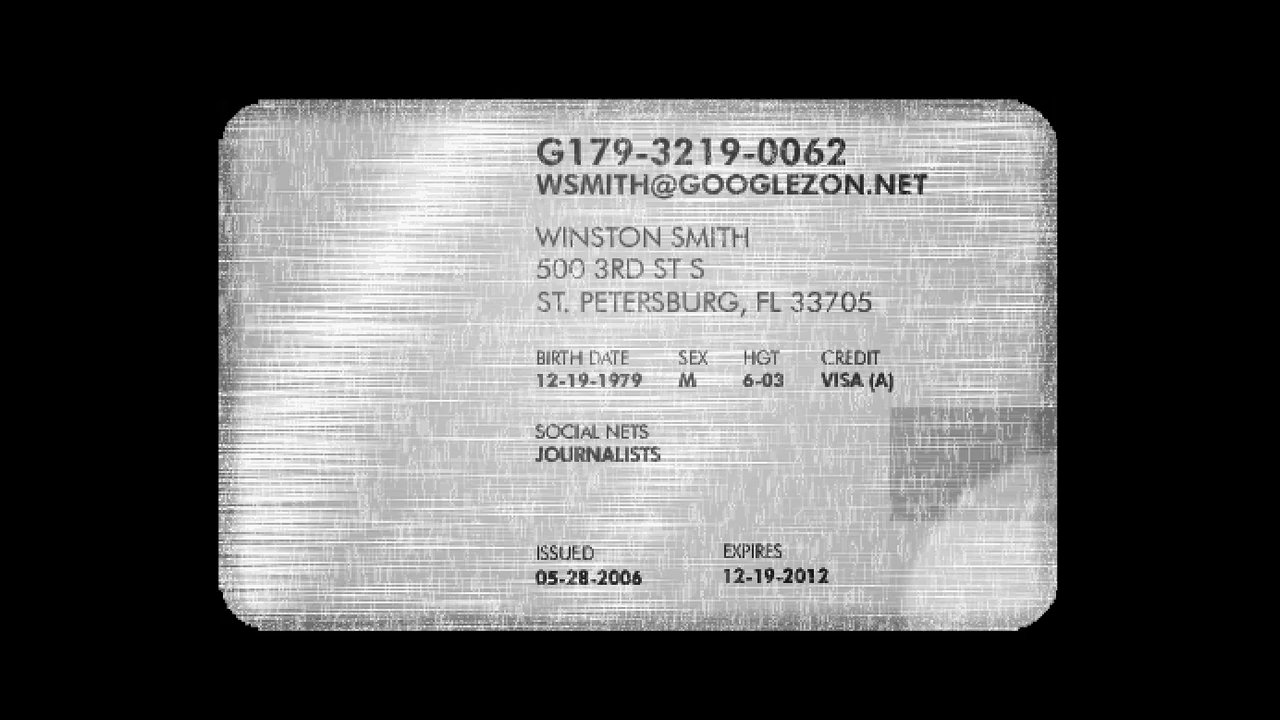 G179-3219-0062
WSMITH@GOOGLEZON.NET
WINSTON SMITH
500 3RD ST S
ST. PETERSBURG, FL 33705
BIRTH DATE SEX HGT CREDIT
12-19-1979 M 6-03 VISA (A)
SOCIAL NETS
JOURNALISTS
ISSUED EXPIRES
05-28-2006 12-19-2012